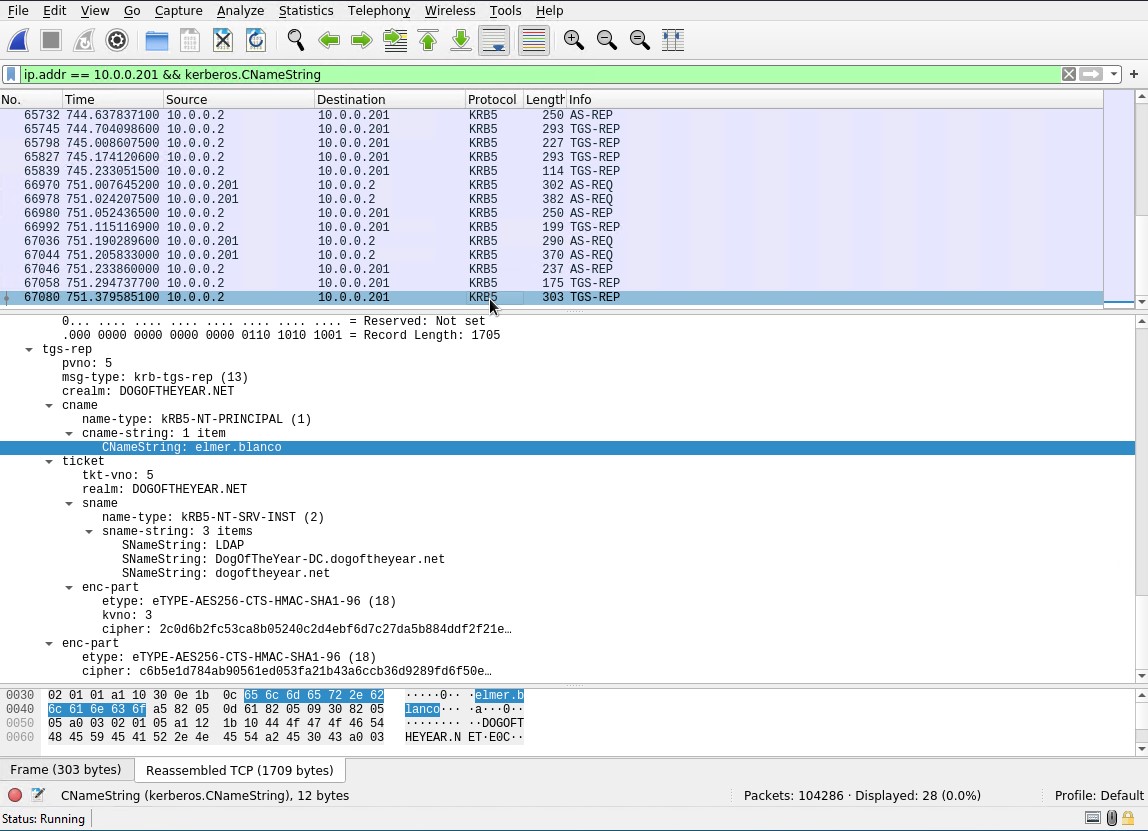 File Edit View Go Capture Analyze Statistics Telephony Wireless Tools Help
ip.addr == 10.0.0.201 && kerberos.CNameString
No. Time Source Destination Protocol Length Info
65732 744.637837100 10.0.0.2 10.0.0.201 KRB5 250 AS-REP
65745 744.704098600 10.0.0.2 10.0.0.201 KRB5 293 TGS-REP
65798 745.008607500 10.0.0.2 10.0.0.201 KRB5 227 TGS-REP
65827 745.174120600 10.0.0.2 10.0.0.201 KRB5 293 TGS-REP
65839 745.233051500 10.0.0.2 10.0.0.201 KRB5 114 TGS-REP
66970 751.007645200 10.0.0.201 10.0.0.2 KRB5 302 AS-REQ
66978 751.024207500 10.0.0.201 10.0.0.2 KRB5 382 AS-REQ
66980 751.052436500 10.0.0.2 10.0.0.201 KRB5 250 AS-REP
66992 751.115116900 10.0.0.2 10.0.0.201 KRB5 199 TGS-REP
67036 751.190289600 10.0.0.201 10.0.0.2 KRB5 290 AS-REQ
67044 751.205833000 10.0.0.201 10.0.0.2 KRB5 370 AS-REQ
67046 751.233860000 10.0.0.2 10.0.0.201 KRB5 237 AS-REP
67058 751.294737700 10.0.0.2 10.0.0.201 KRB5 175 TGS-REP
67080 751.379585100 10.0.0.2 10.0.0.201 KRB5 303 TGS-REP
0... .... .... .... .... .... .... .... = Reserved: Not set
.000 0000 0000 0000 0000 0110 1010 1001 = Record Length: 1705
tgs-rep
pvno: 5
msg-type: krb-tgs-rep (13)
crealm: DOGOFTHEYEAR.NET
cname
name-type: kRB5-NT-PRINCIPAL (1)
cname-string: 1 item
CNameString: elmer.blanco
ticket
tkt-vno: 5
realm: DOGOFTHEYEAR.NET
sname
name-type: kRB5-NT-SRV-INST (2)
sname-string: 3 items
SNameString: LDAP
SNameString: DogOfTheYear-DC.dogoftheyear.net
SNameString: dogoftheyear.net
enc-part
etype: eTYPE-AES256-CTS-HMAC-SHA1-96 (18)
kvno: 3
cipher: 2c0d6b2fc53ca8b05240c2d4ebf6d7c27da5b884ddf2f21e…
enc-part
etype: eTYPE-AES256-CTS-HMAC-SHA1-96 (18)
cipher: c6b5e1d784ab90561ed053fa21b43a6ccb36d9289fd6f50e…
0030 02 01 01 a1 10 30 0e 1b 0c 65 6c 6d 65 72 2e 62 ·····0·· ·elmer.b
0040 6c 61 6e 63 6f a5 82 05 0d 61 82 05 09 30 82 05 lanco··· ·a···0··
0050 05 a0 03 02 01 05 a1 12 1b 10 44 4f 47 4f 46 54 ········ ··DOGOFT
0060 48 45 59 45 41 52 2e 4e 45 54 a2 45 30 43 a0 03 HEYEAR.N ET·E0C··
Frame (303 bytes) Reassembled TCP (1709 bytes)
CNameString (kerberos.CNameString), 12 bytes Packets: 104286 · Displayed: 28 (0.0%) Profile: Default
Status: Running